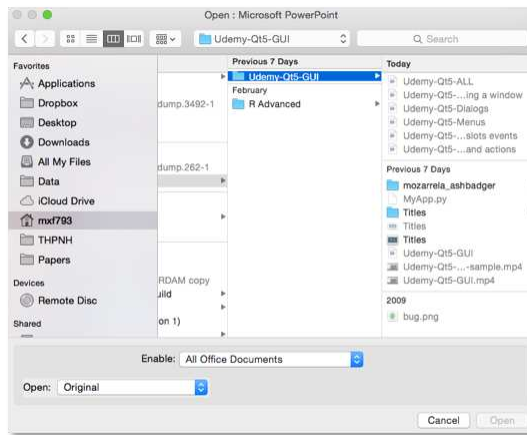 Open : Microsoft PowerPoint
Udemy-Qt5-GUI
Search
Favorites
Applications
Dropbox
Desktop
Downloads
All My Files
Data
iCloud Drive
mxf793
THPNH
Papers
Devices
Remote Disc
Shared
dump.3492-1
dump.262-1
RDAM copy
uild
on 1)
Previous 7 Days
Udemy-Qt5-GUI
February
R Advanced
Today
Udemy-Qt5-ALL
Udemy-Qt5-...ing a window
Udemy-Qt5-Dialogs
Udemy-Qt5-Menus
Udemy-Qt5-...slots events
Udemy-Qt5-...and actions
Previous 7 Days
mozarrela_ashbadger
MyApp.py
Titles
Titles
Titles
Udemy-Qt5-GUI
Udemy-Qt5-...-sample.mp4
Udemy-Qt5-GUI.mp4
2009
bug.png
Enable: All Office Documents
Open: Original
Cancel
Open